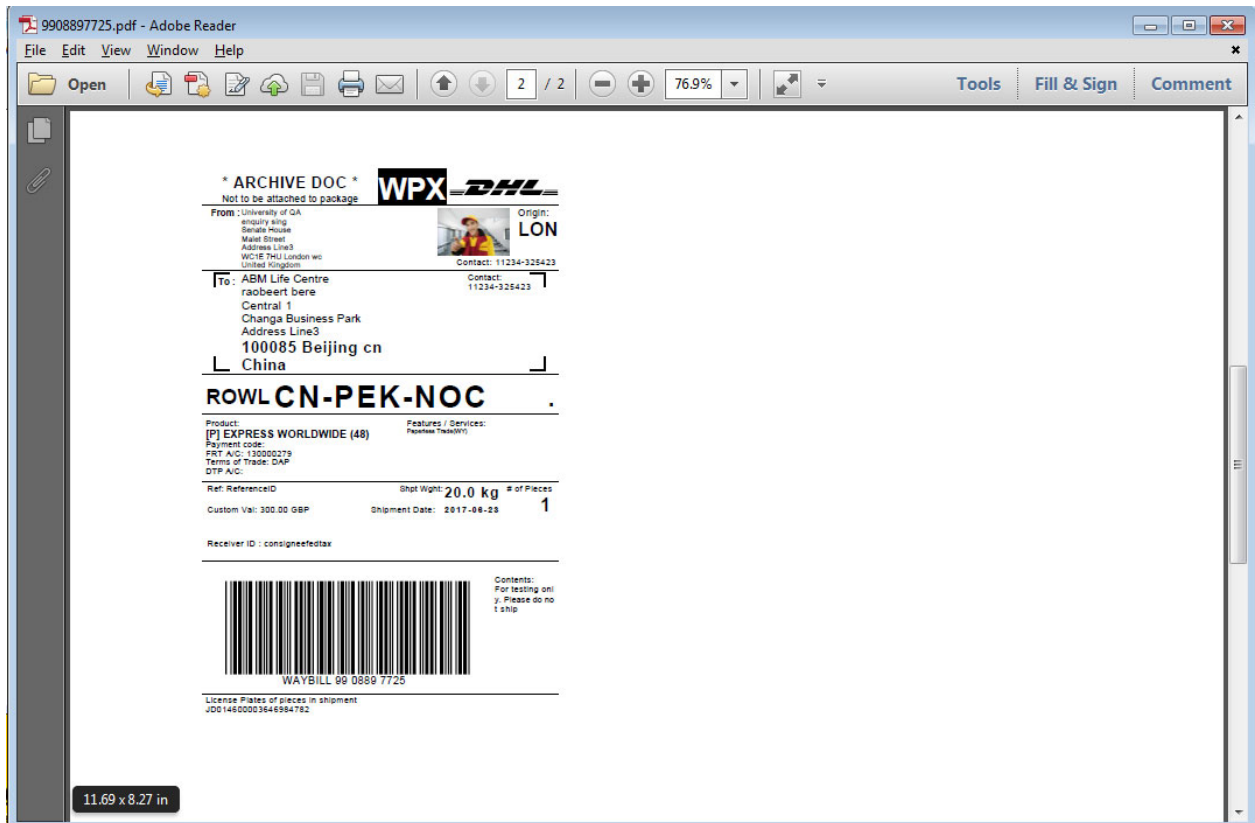 9908897725.pdf - Adobe Reader
File Edit View Window Help
Open 2 / 2 76.9% Tools Fill & Sign Comment
* ARCHIVE DOC *
Not to be attached to package
WPX DHL
From : University of QA
enquiry sing
Senate House
Malet Street
Address Line3
WC1E 7HU London wc
United Kingdom
Origin:
LON
Contact: 11234-325423
To : ABM Life Centre
raobeert bere
Central 1
Changa Business Park
Address Line3
100085 Beijing cn
China
Contact:
11234-325423
ROWL CN-PEK-NOC .
Product:
[P] EXPRESS WORLDWIDE (48)
Payment code:
FRT A/C: 130000279
Terms of Trade: DAP
DTP A/C:
Features / Services:
Paperless Trade(WY)
Ref: ReferenceID
Shpt Wght: 20.0 kg
# of Pieces
1
Custom Val: 300.00 GBP
Shipment Date: 2017-06-23
Receiver ID : consigneefedtax
Contents:
For testing onl
y. Please do no
t ship
WAYBILL 99 0889 7725
License Plates of pieces in shipment
JD014600003646984782
11.69 x 8.27 in